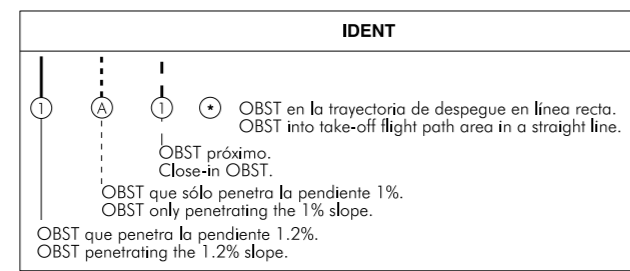 IDENT
1 A 1 * OBST en la trayectoria de despegue en línea recta.
OBST into take-off flight path area in a straight line.
OBST próximo.
Close-in OBST.
OBST que sólo penetra la pendiente 1%.
OBST only penetrating the 1% slope.
OBST que penetra la pendiente 1.2%.
OBST penetrating the 1.2% slope.